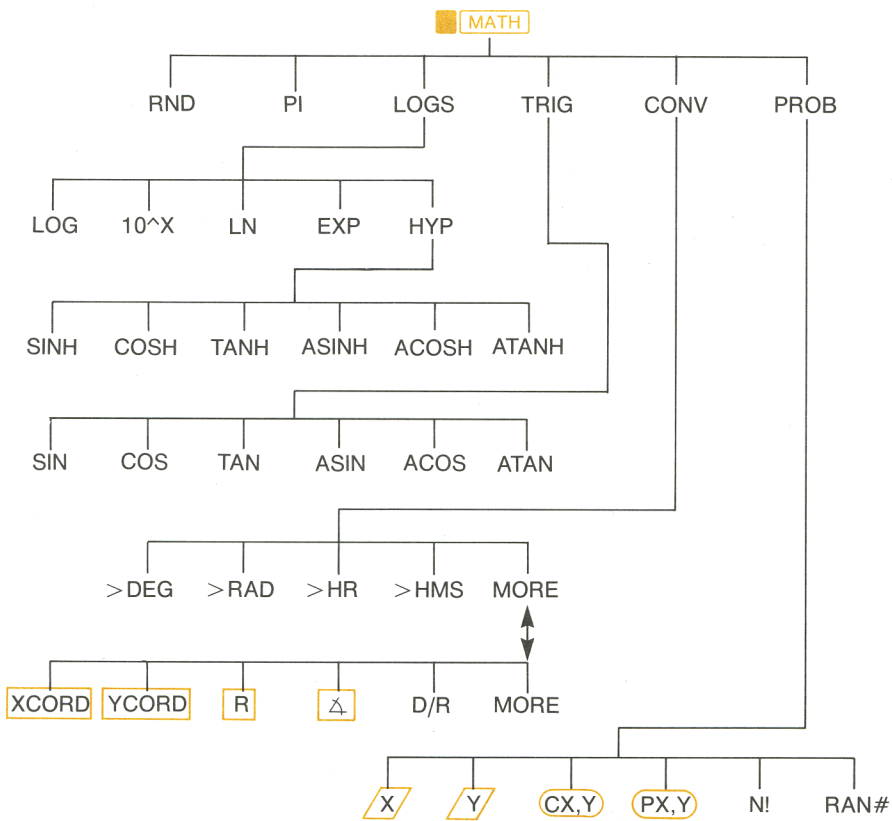 MATH
RND PI LOGS TRIG CONV PROB
LOG 10^X LN EXP HYP
SINH COSH TANH ASINH ACOSH ATANH
SIN COS TAN ASIN ACOS ATAN
>DEG >RAD >HR >HMS MORE
XCORD YCORD R ∡ D/R MORE
X Y CX,Y PX,Y N! RAN#